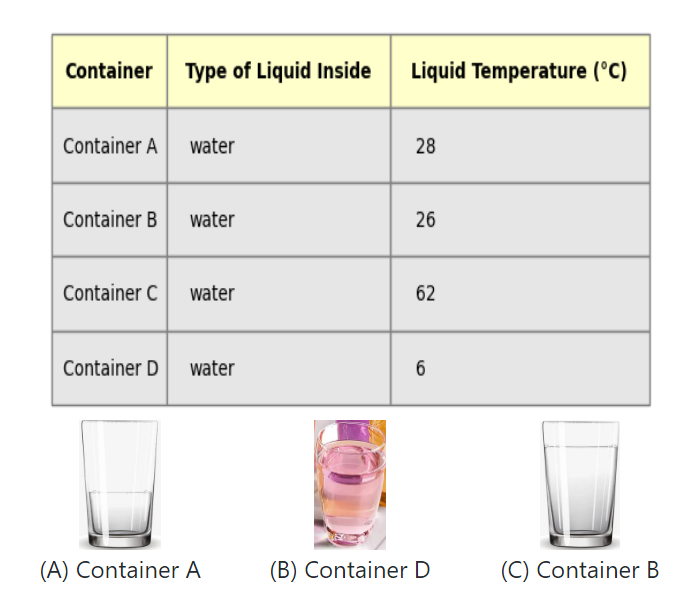 Container Type of Liquid Inside Liquid Temperature (°C)
Container A water 28
Container B water 26
Container C water 62
Container D water 6
(A) Container A (B) Container D (C) Container B